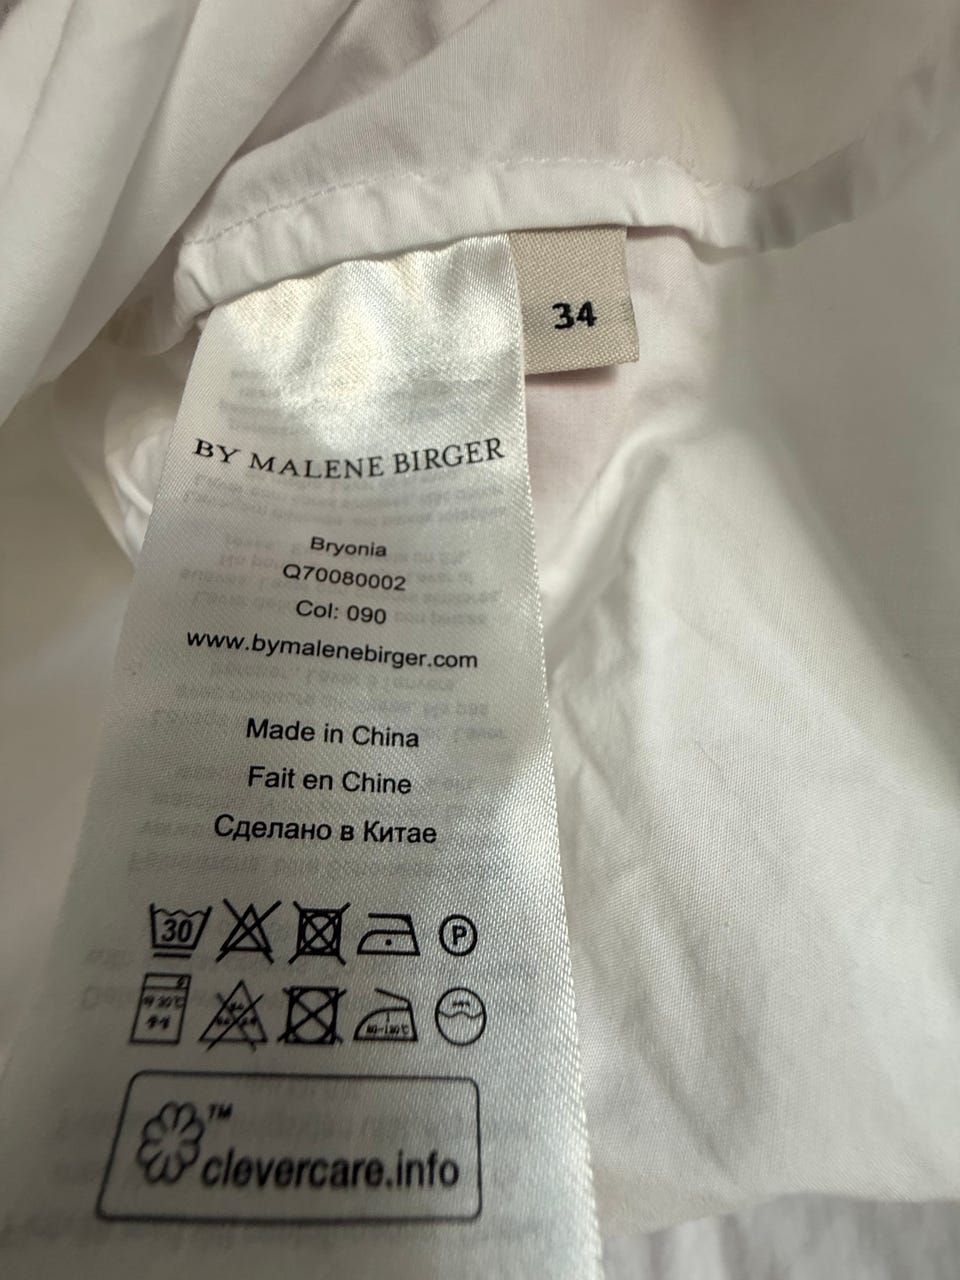 34
BY MALENE BIRGER
Bryonia
Q70080002
Col: 090
www.bymalenebirger.com
Made in China
Fait en Chine
Сделано в Китае
30
P
™
clevercare.info